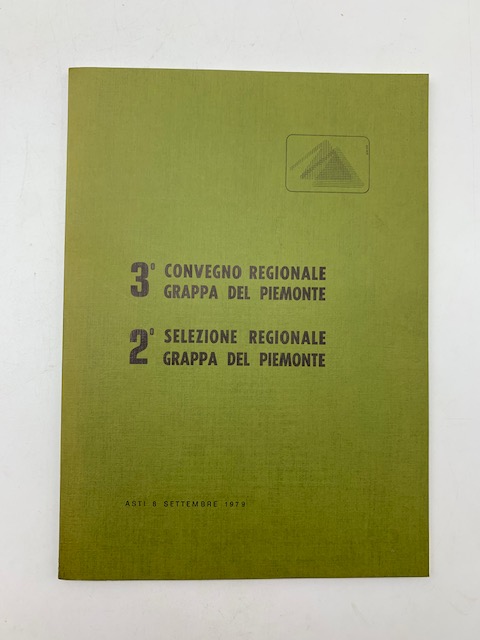 3° CONVEGNO REGIONALE
GRAPPA DEL PIEMONTE
2° SELEZIONE REGIONALE
GRAPPA DEL PIEMONTE
ASTI 8 SETTEMBRE 1979